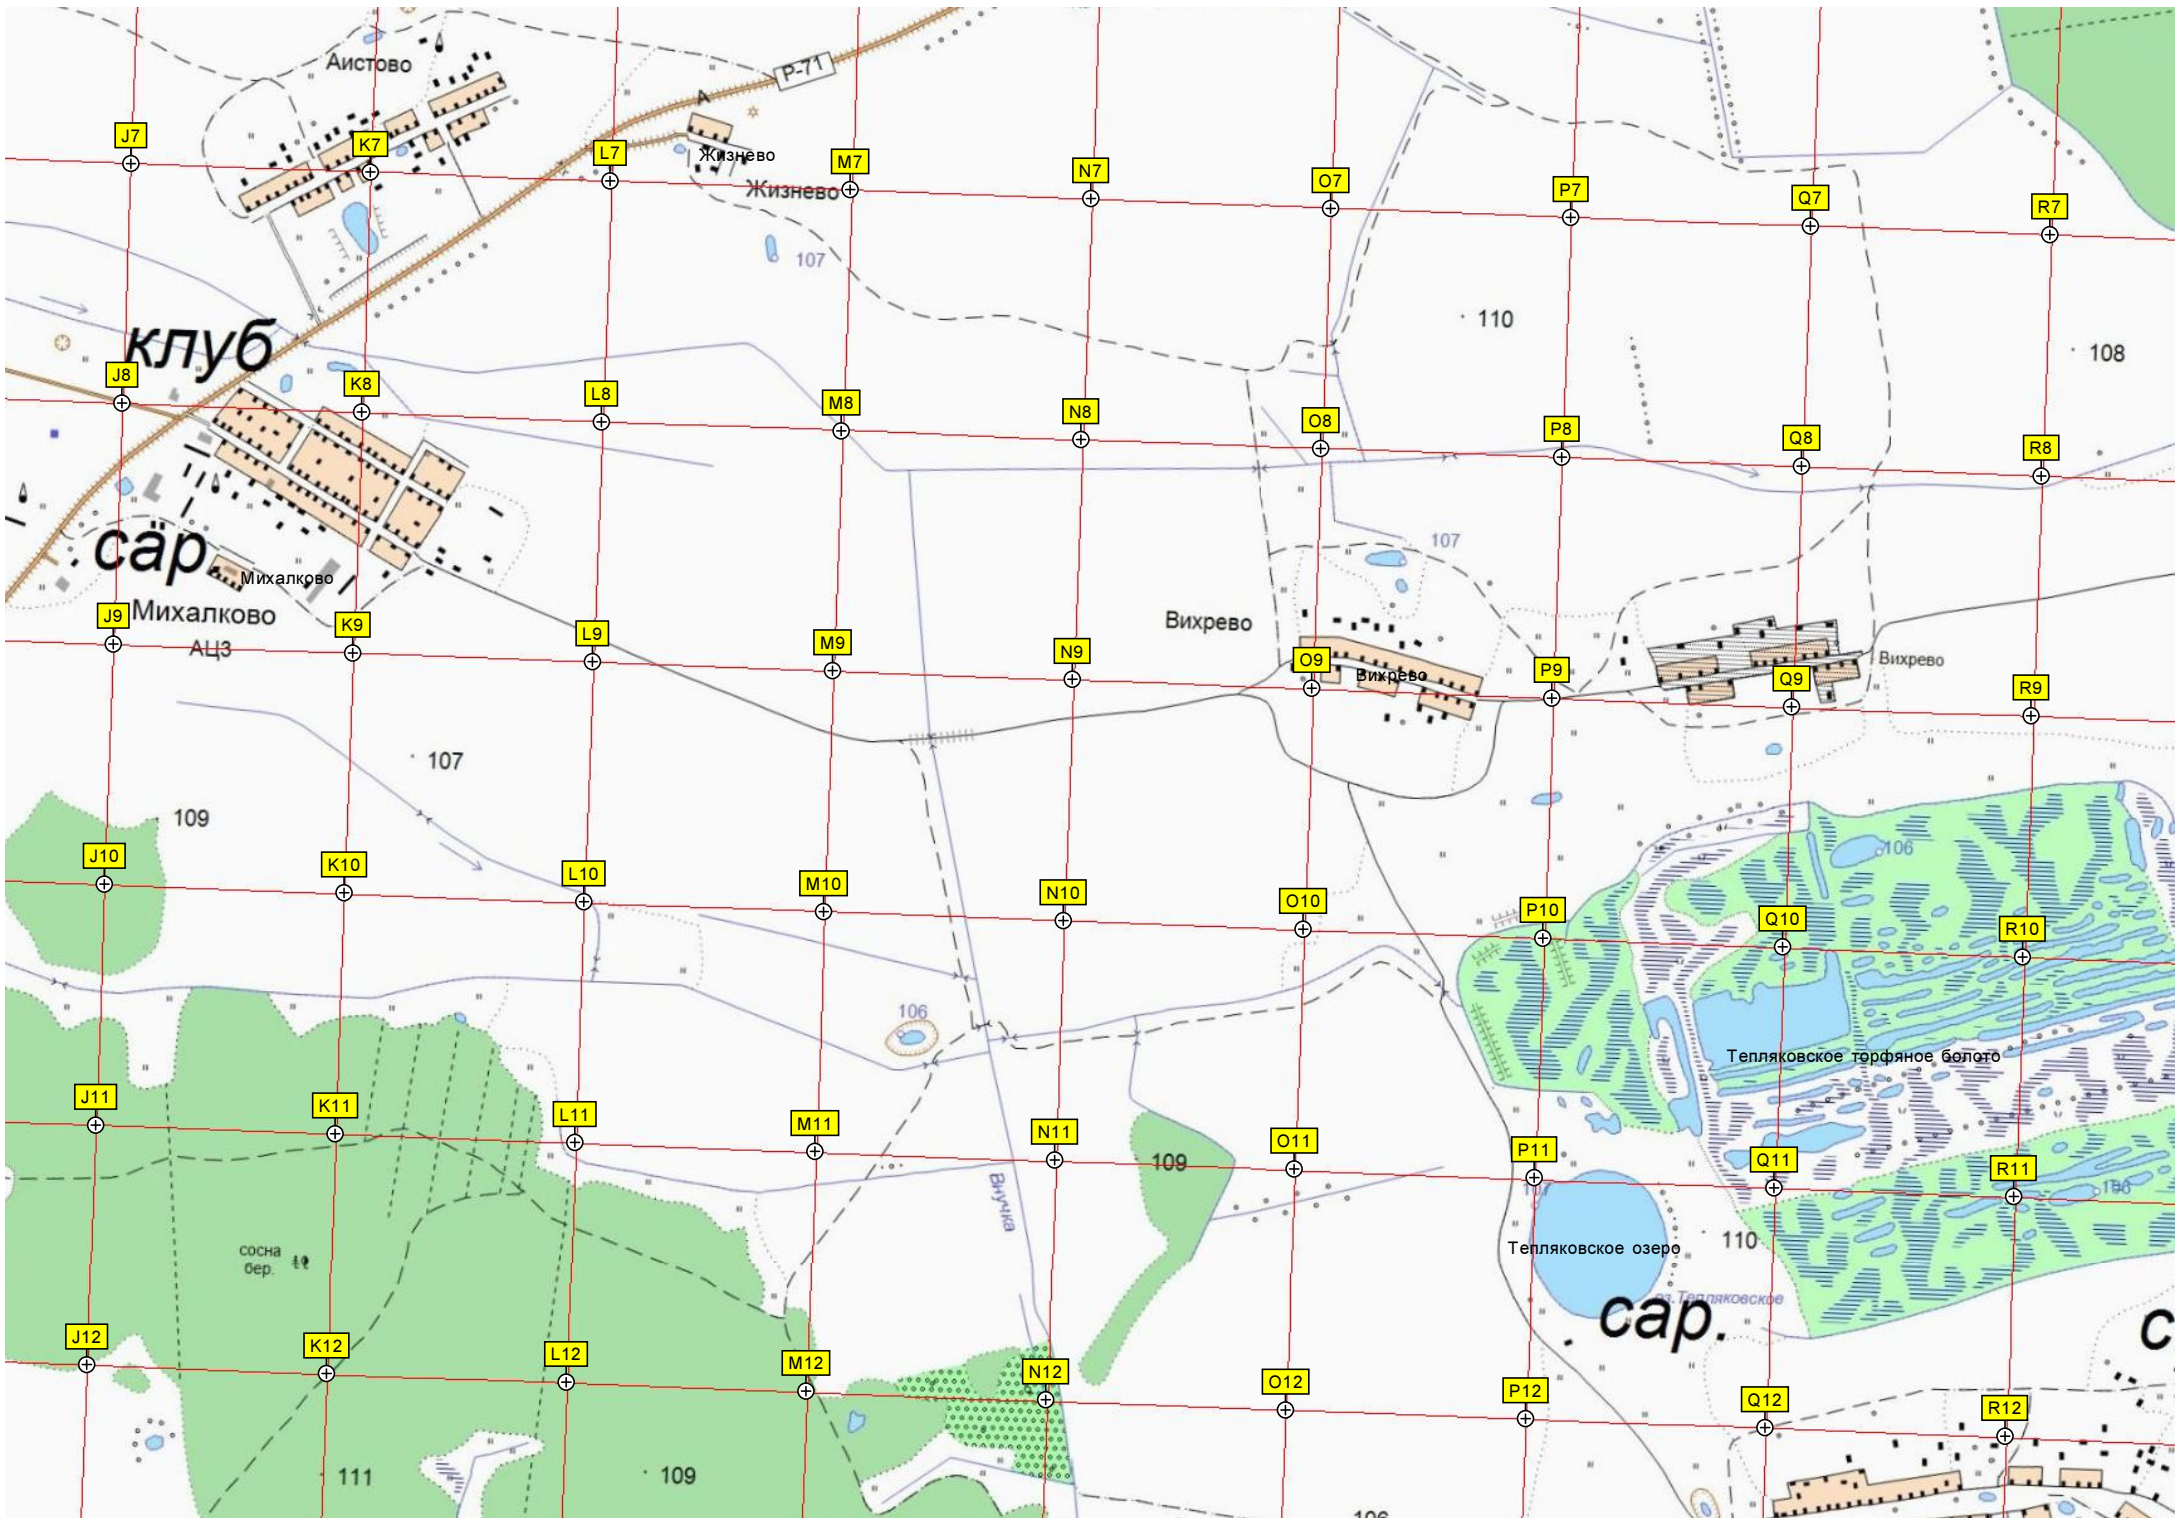 Аистово
Р-71
J7
K7
L7
Жизнево
M7
N7
O7
P7
Q7
R7
Жизнево
107
110
108
клуб
J8
K8
L8
M8
N8
O8
P8
Q8
R8
107
сар.
Михалково
Михалково
АЦЗ
J9
K9
L9
M9
N9
Вихрево
O9
Вихрево
P9
Q9
Вихрево
R9
107
109
106
J10
K10
L10
M10
N10
O10
P10
Q10
R10
106
Тепляковское торфяное болото
J11
K11
L11
M11
N11
O11
P11
Q11
R11
109
107
106
Внучка
110
сосна
бер.
Тепляковское озеро
оз.Тепляковское
сар.
с
J12
K12
L12
M12
N12
O12
P12
Q12
R12
111
109
106